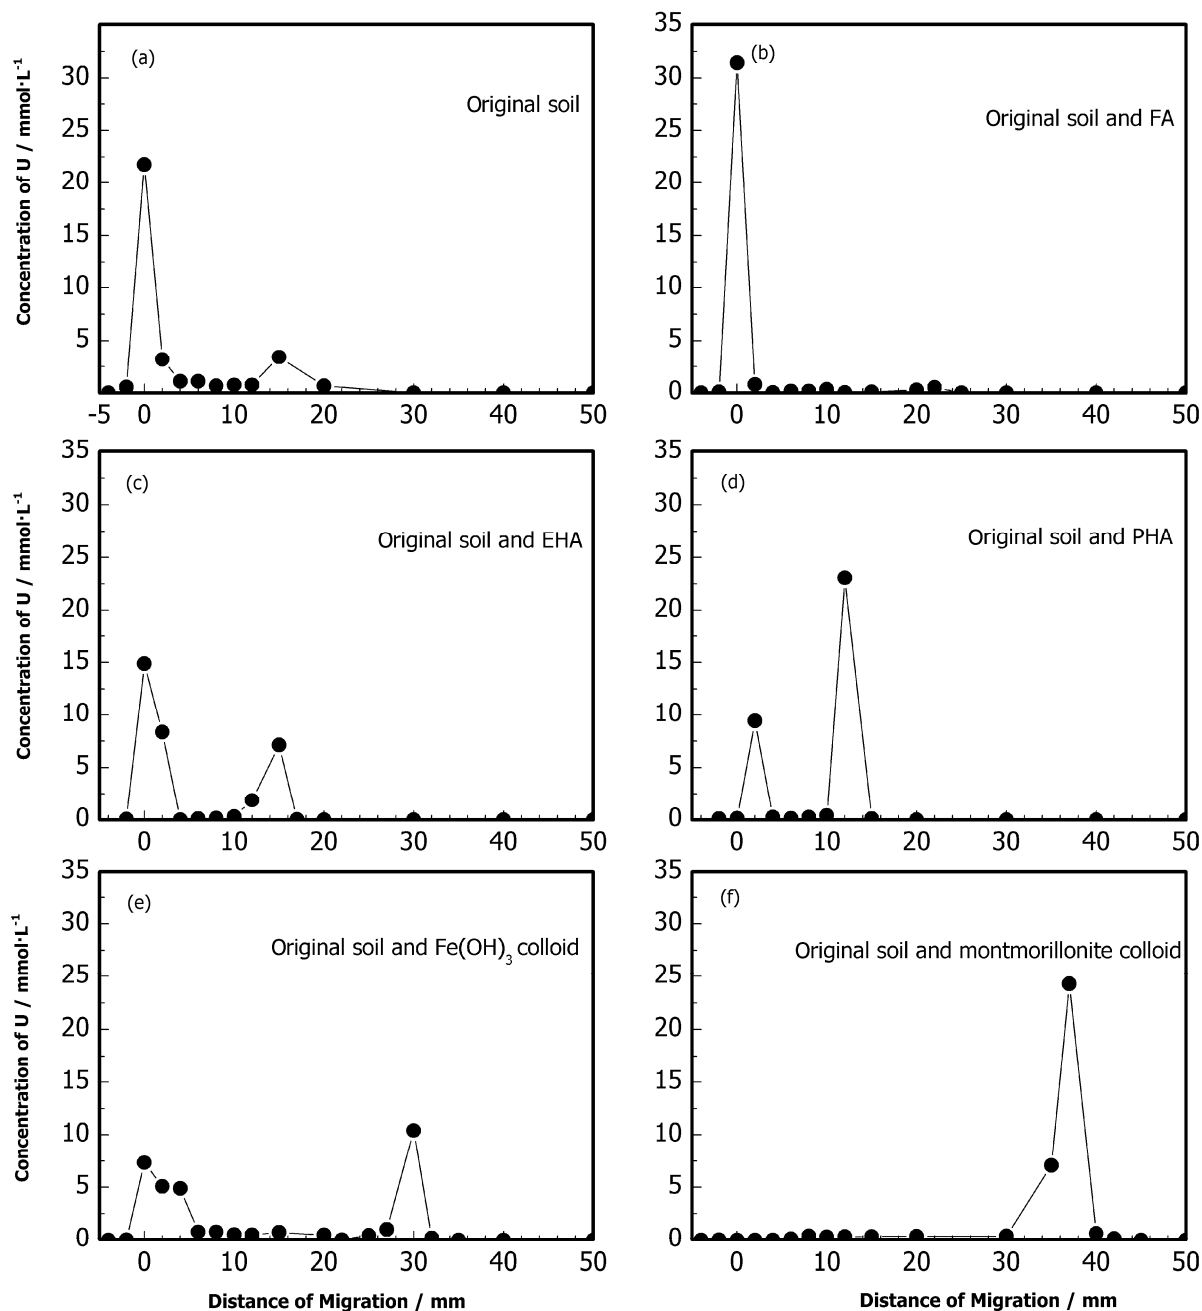 35
(a)
(b)
30
30
Original soil
Original soil and FA
25
25
20
20
15
15
10
10
5
5
0
-5 0 10 20 30 40 50
0 10 20 30 40 50
Concentration of U / mmol·L⁻¹
35
35
(c)
(d)
30
30
Original soil and EHA
Original soil and PHA
25
25
20
20
15
15
10
10
5
5
0
0
0 10 20 30 40 50
0 10 20 30 40 50
Concentration of U / mmol·L⁻¹
35
35
(e)
(f)
30
30
Original soil and Fe(OH)₃ colloid
Original soil and montmorillonite colloid
25
25
20
20
15
15
10
10
5
5
0
0
0 10 20 30 40 50
0 10 20 30 40 50
Concentration of U / mmol·L⁻¹
Distance of Migration / mm
Distance of Migration / mm